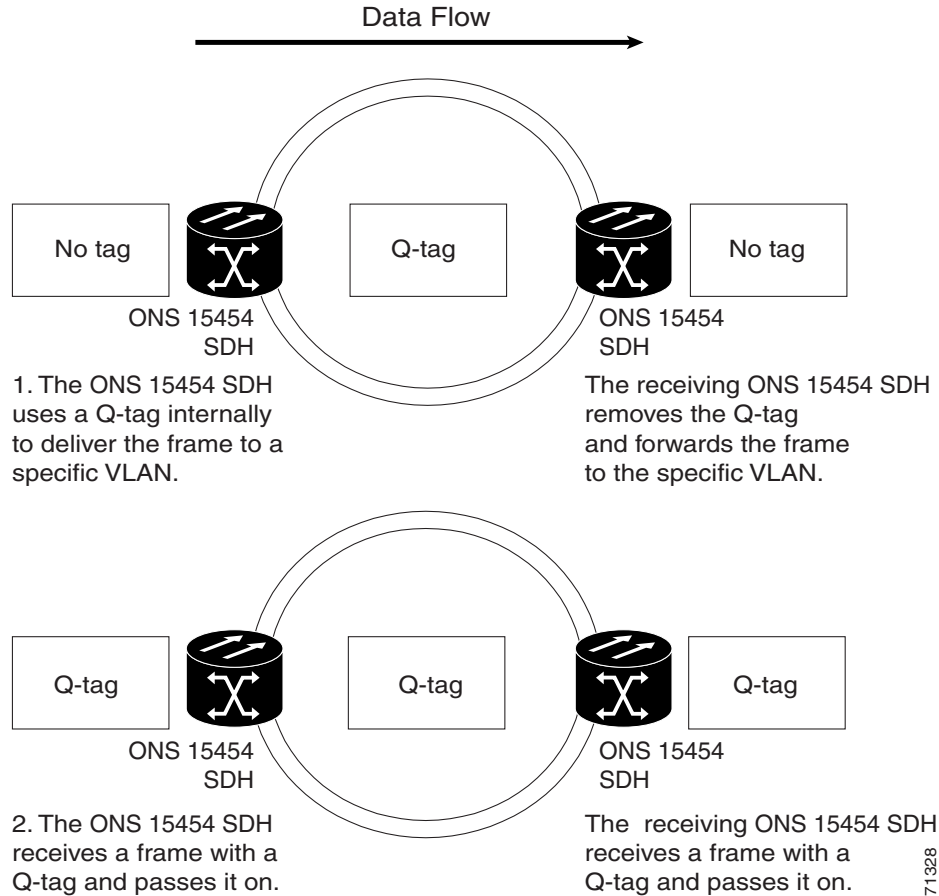 Data Flow
No tag
Q-tag
No tag
ONS 15454
SDH
ONS 15454
SDH
1. The ONS 15454 SDH
uses a Q-tag internally
to deliver the frame to a
specific VLAN.
The receiving ONS 15454 SDH
removes the Q-tag
and forwards the frame
to the specific VLAN.
Q-tag
Q-tag
Q-tag
ONS 15454
SDH
ONS 15454
SDH
2. The ONS 15454 SDH
receives a frame with a
Q-tag and passes it on.
The receiving ONS 15454 SDH
receives a frame with a
Q-tag and passes it on.
71328